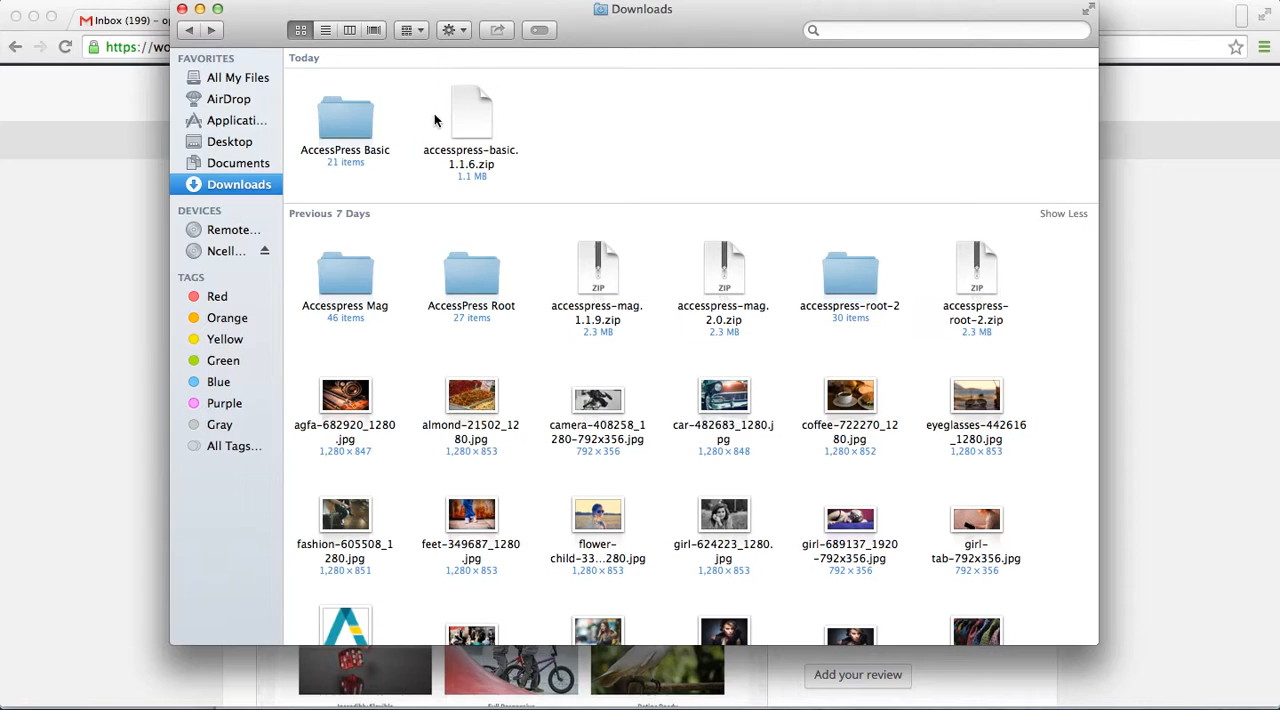 Inbox (199) – op
https://wo
Downloads
FAVORITES
All My Files
AirDrop
Applicati...
Desktop
Documents
Downloads
DEVICES
Remote...
Ncell...
TAGS
Red
Orange
Yellow
Green
Blue
Purple
Gray
All Tags...
Today
AccessPress Basic
21 items
accesspress-basic.
1.1.6.zip
1.1 MB
Previous 7 Days
Show Less
ZIP
ZIP
ZIP
Accesspress Mag
46 items
AccessPress Root
27 items
accesspress-mag.
1.1.9.zip
2.3 MB
accesspress-mag.
2.0.zip
2.3 MB
accesspress-root-2
30 items
accesspress-
root-2.zip
2.3 MB
agfa-682920_1280
.jpg
1,280 × 847
almond-21502_12
80.jpg
1,280 × 853
camera-408258_1
280-792x356.jpg
792 × 356
car-482683_1280.j
pg
1,280 × 848
coffee-722270_12
80.jpg
1,280 × 852
eyeglasses-442616
_1280.jpg
1,280 × 853
fashion-605508_1
280.jpg
1,280 × 851
feet-349687_1280
.jpg
1,280 × 853
flower-
child-33...280.jpg
1,280 × 853
girl-624223_1280.
jpg
1,280 × 853
girl-689137_1920
-792x356.jpg
792 × 356
girl-
tab-792x356.jpg
792 × 356
Add your review